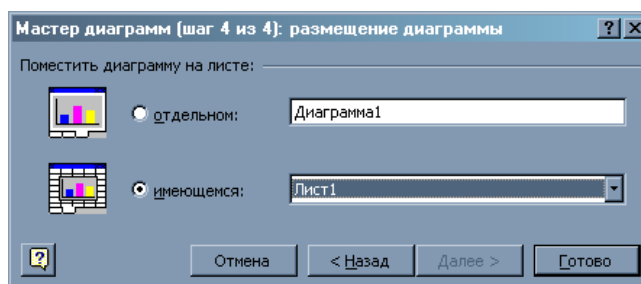 Мастер диаграмм (шаг 4 из 4): размещение диаграммы
Поместить диаграмму на листе:
отдельном: Диаграмма1
имеющемся: Лист1
Отмена < Назад Далее > Готово